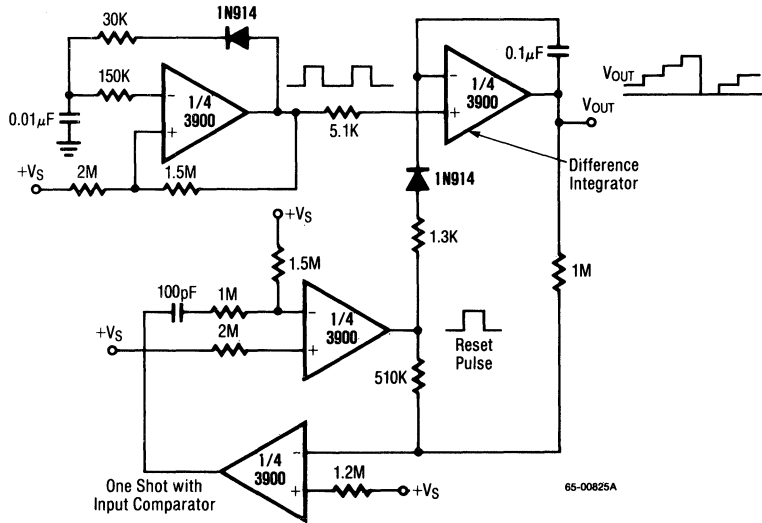 1N914
30K
150K
-
1/4
3900
+
0.01µF
+VS
2M
1.5M
5.1K
0.1µF
-
1/4
3900
+
VOUT
VOUT
Difference
Integrator
1N914
1.3K
1M
+VS
1.5M
100pF
1M
-
1/4
3900
+
+VS
2M
Reset
Pulse
510K
-
1/4
3900
+
1.2M
+VS
One Shot with
Input Comparator
65-00825A